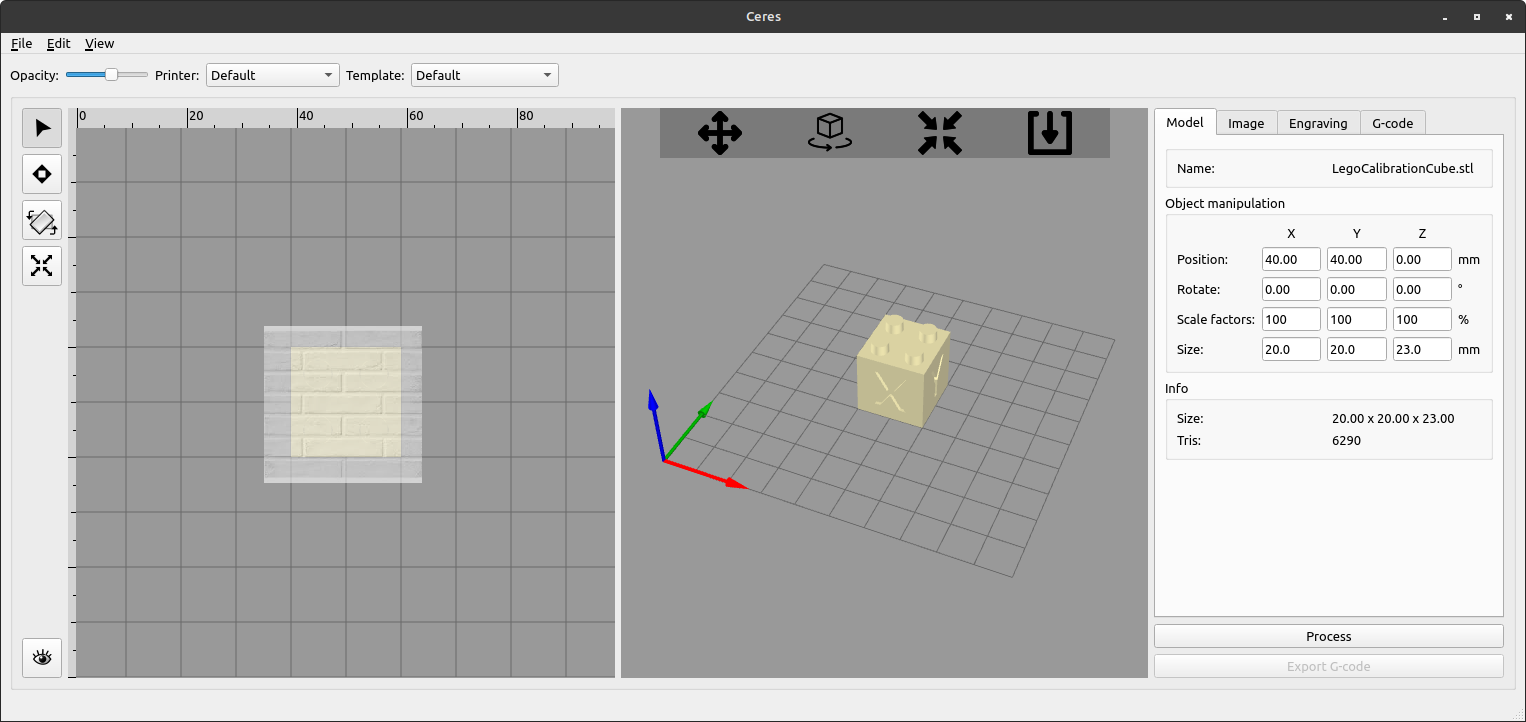 Ceres
File Edit View
Opacity: Printer: Default Template: Default
0 20 40 60 80
Model Image Engraving G-code
Name: LegoCalibrationCube.stl
Object manipulation
X Y Z
Position: 40.00 40.00 0.00 mm
Rotate: 0.00 0.00 0.00 °
Scale factors: 100 100 100 %
Size: 20.0 20.0 23.0 mm
Info
Size: 20.00 x 20.00 x 23.00
Tris: 6290
X
Process
Export G-code